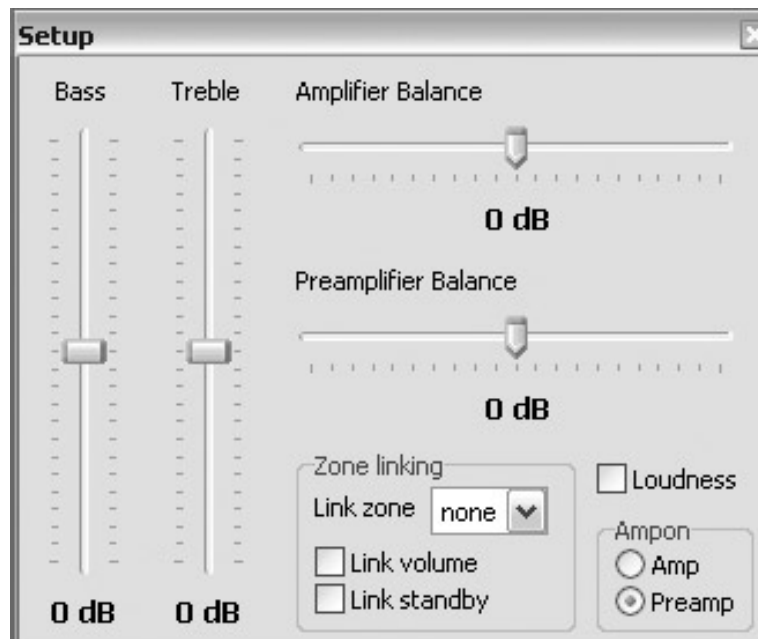 Setup
Bass Treble
0 dB 0 dB
Amplifier Balance
0 dB
Preamplifier Balance
0 dB
Zone linking
Link zone none
Link volume
Link standby
Loudness
Ampon
Amp
Preamp